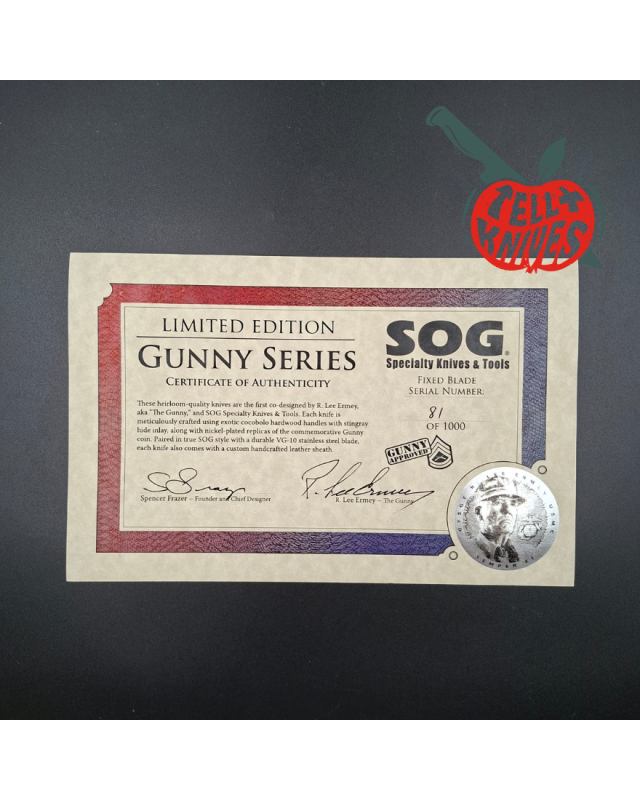 TELL
KNIVES
LIMITED EDITION
GUNNY SERIES
CERTIFICATE OF AUTHENTICITY
These heirloom-quality knives are the first co-designed by R. Lee Ermey,
aka "The Gunny," and SOG Specialty Knives & Tools. Each knife is
meticulously crafted using exotic cocobolo hardwood handles with stingray
hide inlay, along with nickel-plated replicas of the commemorative Gunny
coin. Paired in true SOG style with a durable VG-10 stainless steel blade,
each knife also comes with a custom handcrafted leather sheath.
Spencer Frazer – Founder and Chief Designer
R. Lee Ermey
R. Lee Ermey – The Gunny
SOG®
Specialty Knives & Tools
FIXED BLADE
SERIAL NUMBER:
81
OF 1000
GUNNY
APPROVED
SEMPER